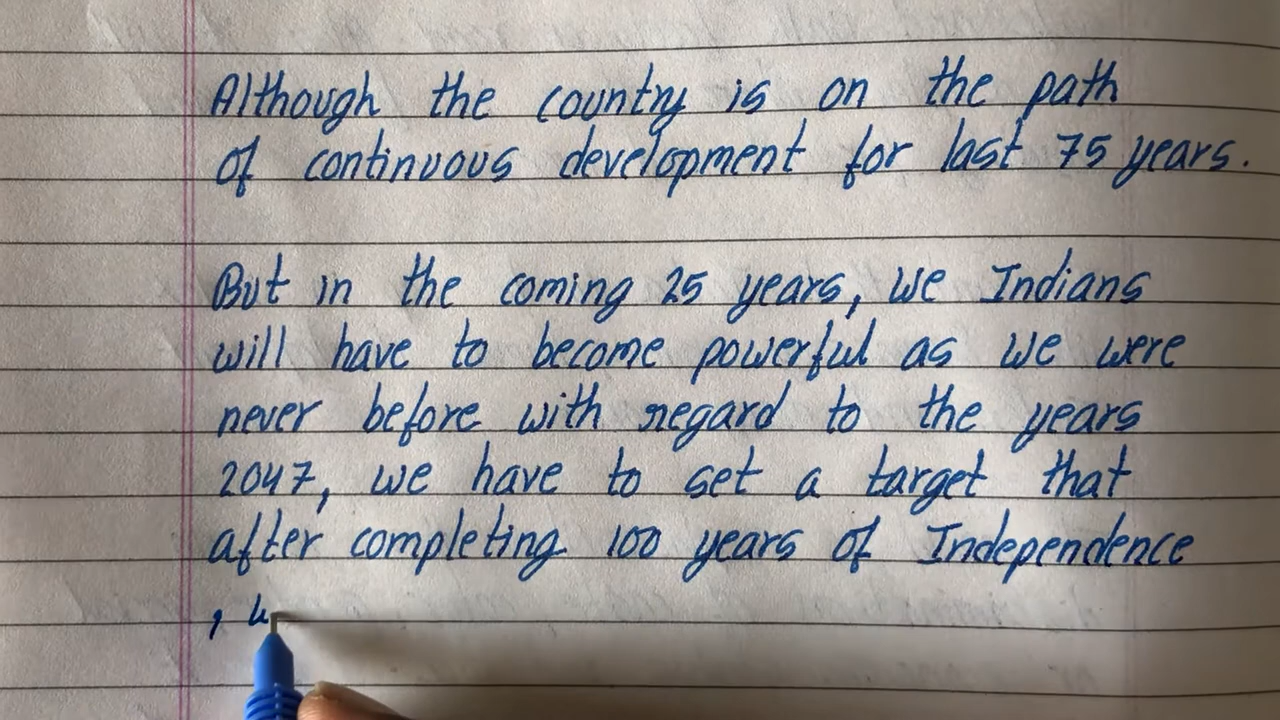 Although the country is on the path
of continuous development for last 75 years.
But in the coming 25 years, we Indians
will have to become powerful as we were
never before with regard to the years
2047, we have to set a target that
after completing 100 years of Independence
,